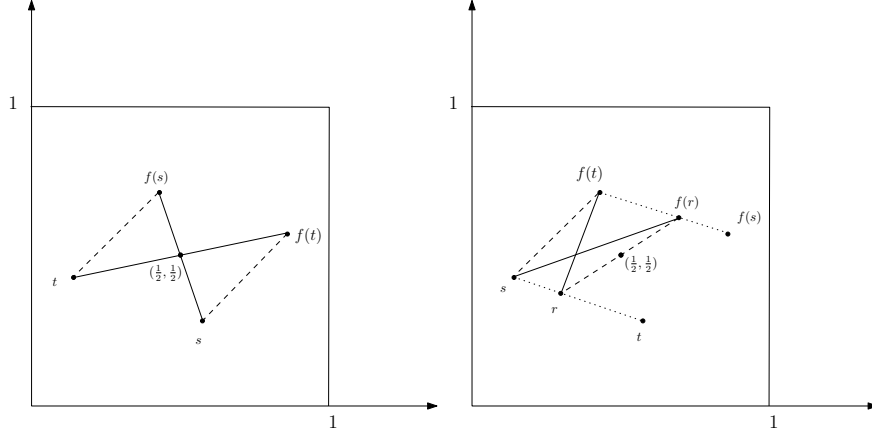 1
f(s)
f(t)
t
(1/2, 1/2)
s
1
1
f(t)
f(r)
f(s)
(1/2, 1/2)
s
r
t
1